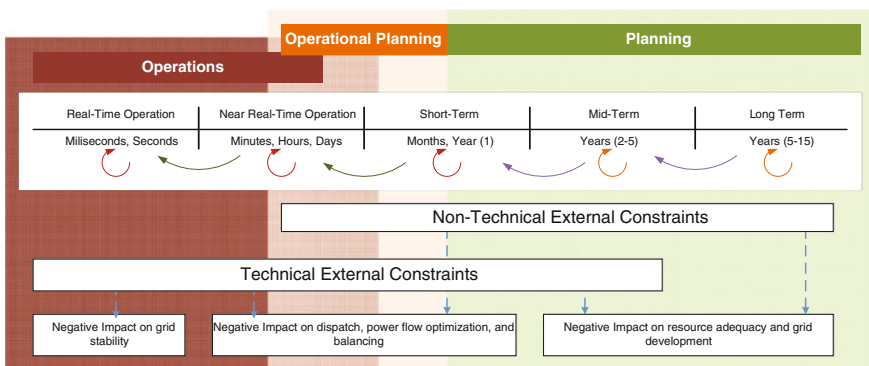 Operational Planning
Planning
Operations
Real-Time Operation
Near Real-Time Operation
Short-Term
Mid-Term
Long Term
Miliseconds, Seconds
Minutes, Hours, Days
Months, Year (1)
Years (2-5)
Years (5-15)
Non-Technical External Constraints
Technical External Constraints
Negative Impact on grid
stability
Negative Impact on dispatch, power flow optimization, and
balancing
Negative Impact on resource adequacy and grid
development